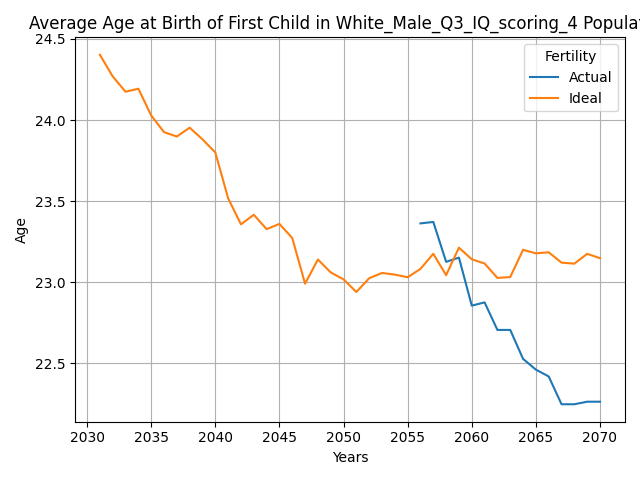 Average Age at Birth of First Child in White_Male_Q3_IQ_scoring_4 Populat
24.5
24.0
23.5
23.0
22.5
Age
Fertility
Actual
Ideal
2030 2035 2040 2045 2050 2055 2060 2065 2070
Years